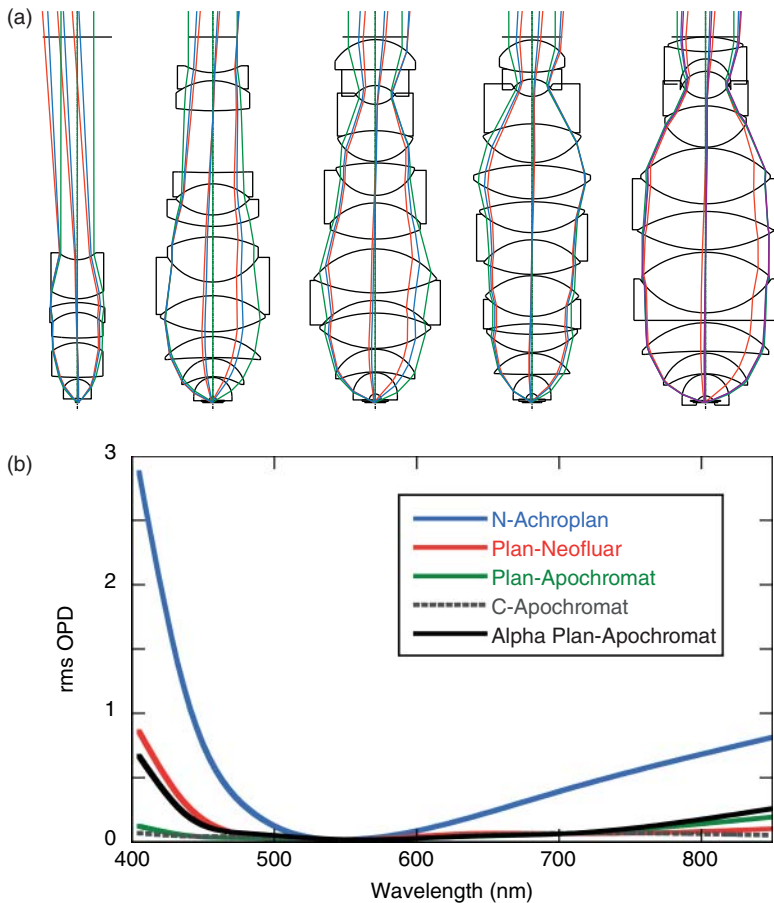 (a)
(b)
3
2
1
0
rms OPD
N-Achroplan
Plan-Neofluar
Plan-Apochromat
C-Apochromat
Alpha Plan-Apochromat
400 500 600 700 800
Wavelength (nm)